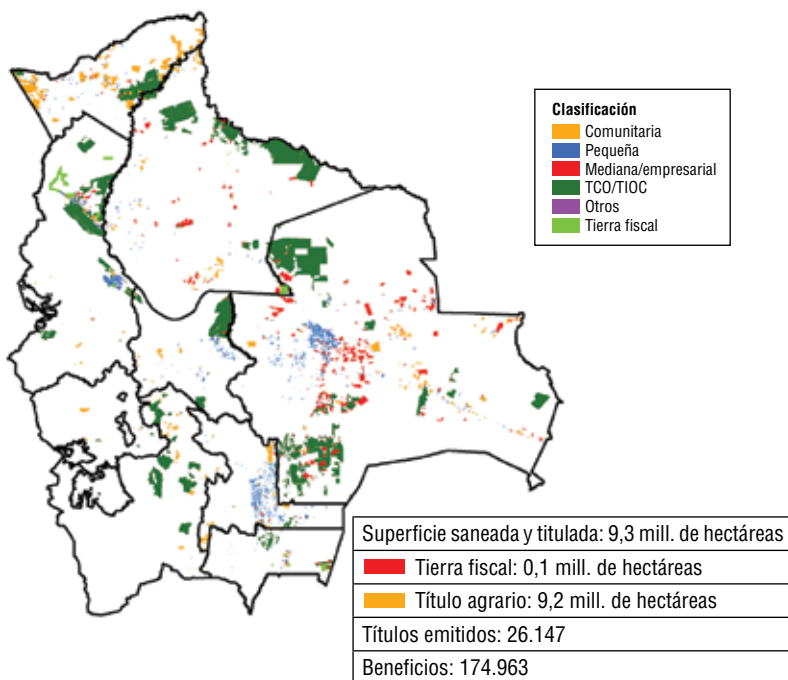 Clasificación
Comunitaria
Pequeña
Mediana/empresarial
TCO/TIOC
Otros
Tierra fiscal
Superficie saneada y titulada: 9,3 mill. de hectáreas
Tierra fiscal: 0,1 mill. de hectáreas
Título agrario: 9,2 mill. de hectáreas
Títulos emitidos: 26.147
Beneficios: 174.963